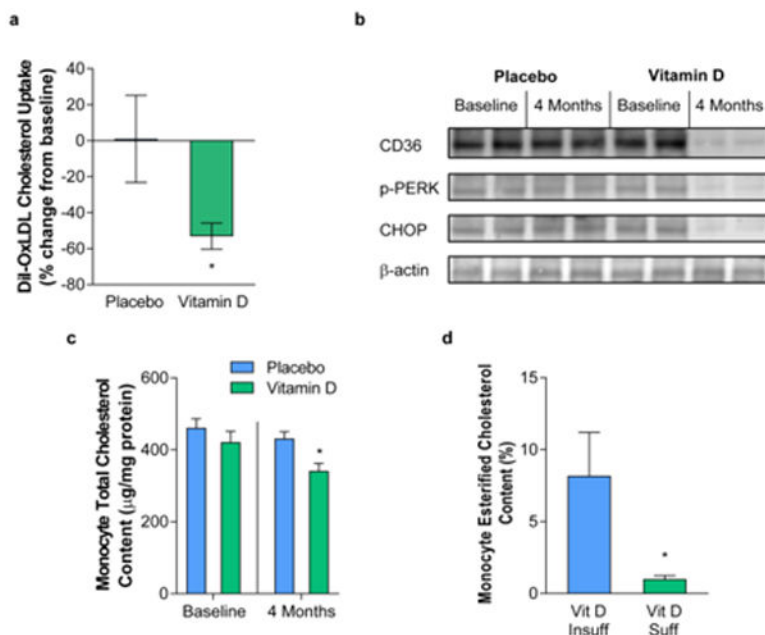 a
DiI-OxLDL Cholesterol Uptake
(% change from baseline)
40
20
0
-20
-40
-60
-80
*
Placebo
Vitamin D
b
Placebo
Vitamin D
Baseline
4 Months
Baseline
4 Months
CD36
p-PERK
CHOP
β-actin
c
Placebo
Vitamin D
Monocyte Total Cholesterol
Content (µg/mg protein)
600
400
200
0
*
Baseline
4 Months
d
Monocyte Esterified Cholesterol
Content (%)
15
10
5
0
*
Vit D
Insuff
Vit D
Suff